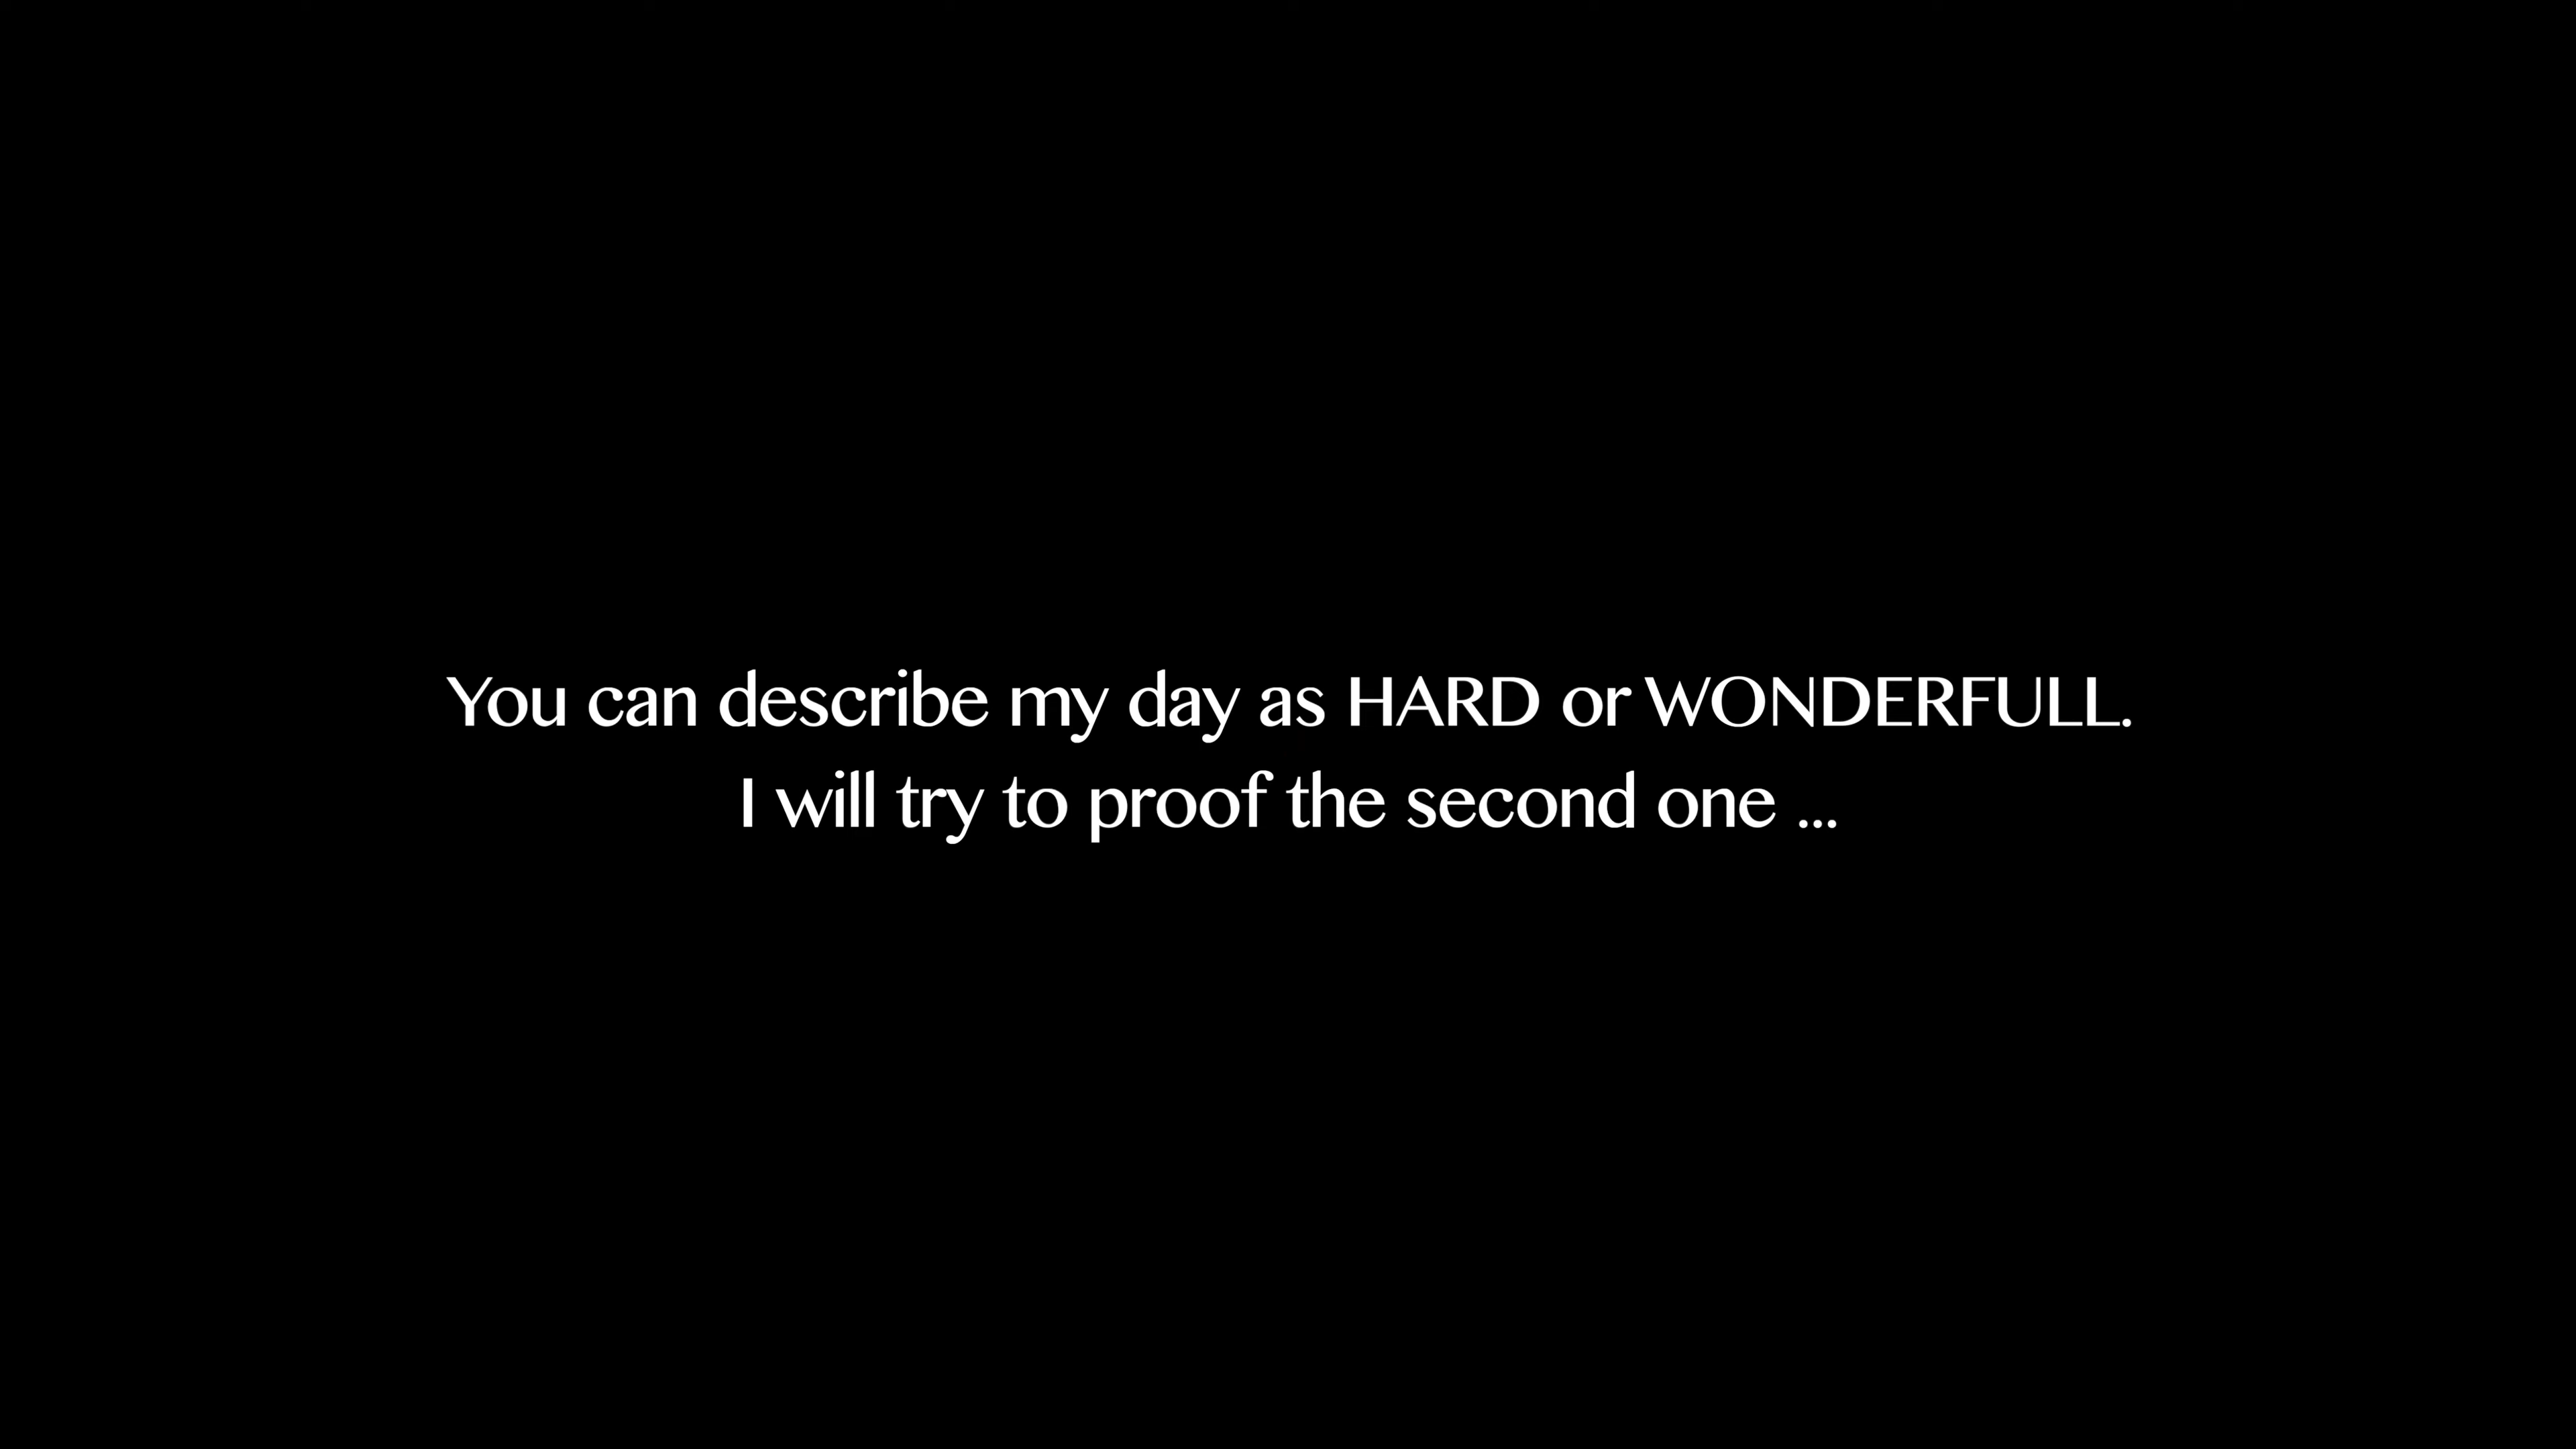 You can describe my day as HARD or WONDERFULL.
I will try to proof the second one ...